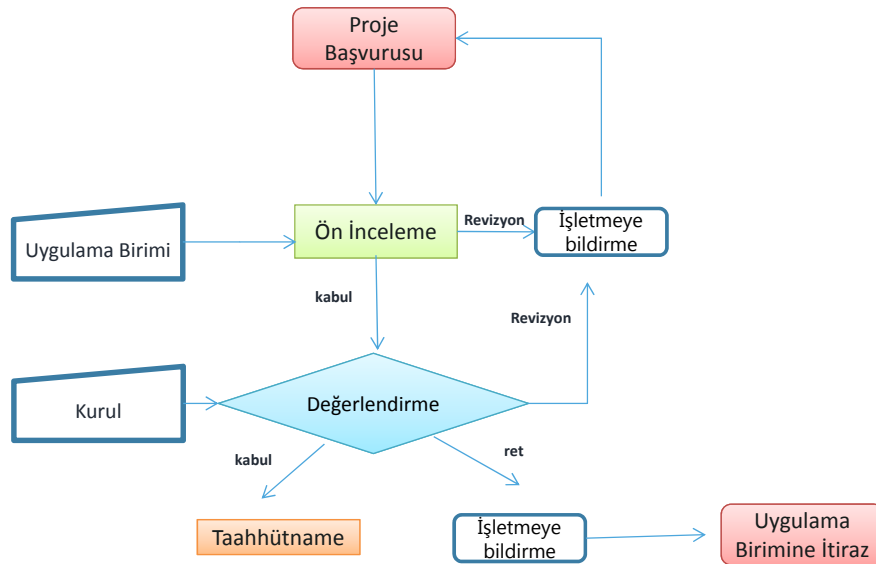 Proje
Başvurusu
Uygulama Birimi
Ön İnceleme
Revizyon
İşletmeye
bildirme
kabul
Revizyon
Kurul
Değerlendirme
kabul
ret
Taahhütname
İşletmeye
bildirme
Uygulama
Birimine İtiraz